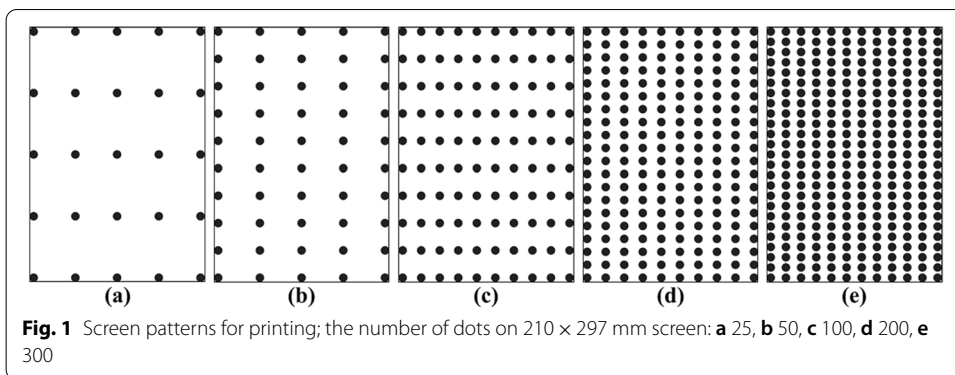 (a) (b) (c) (d) (e)
Fig. 1 Screen patterns for printing; the number of dots on 210 × 297 mm screen: a 25, b 50, c 100, d 200, e
300